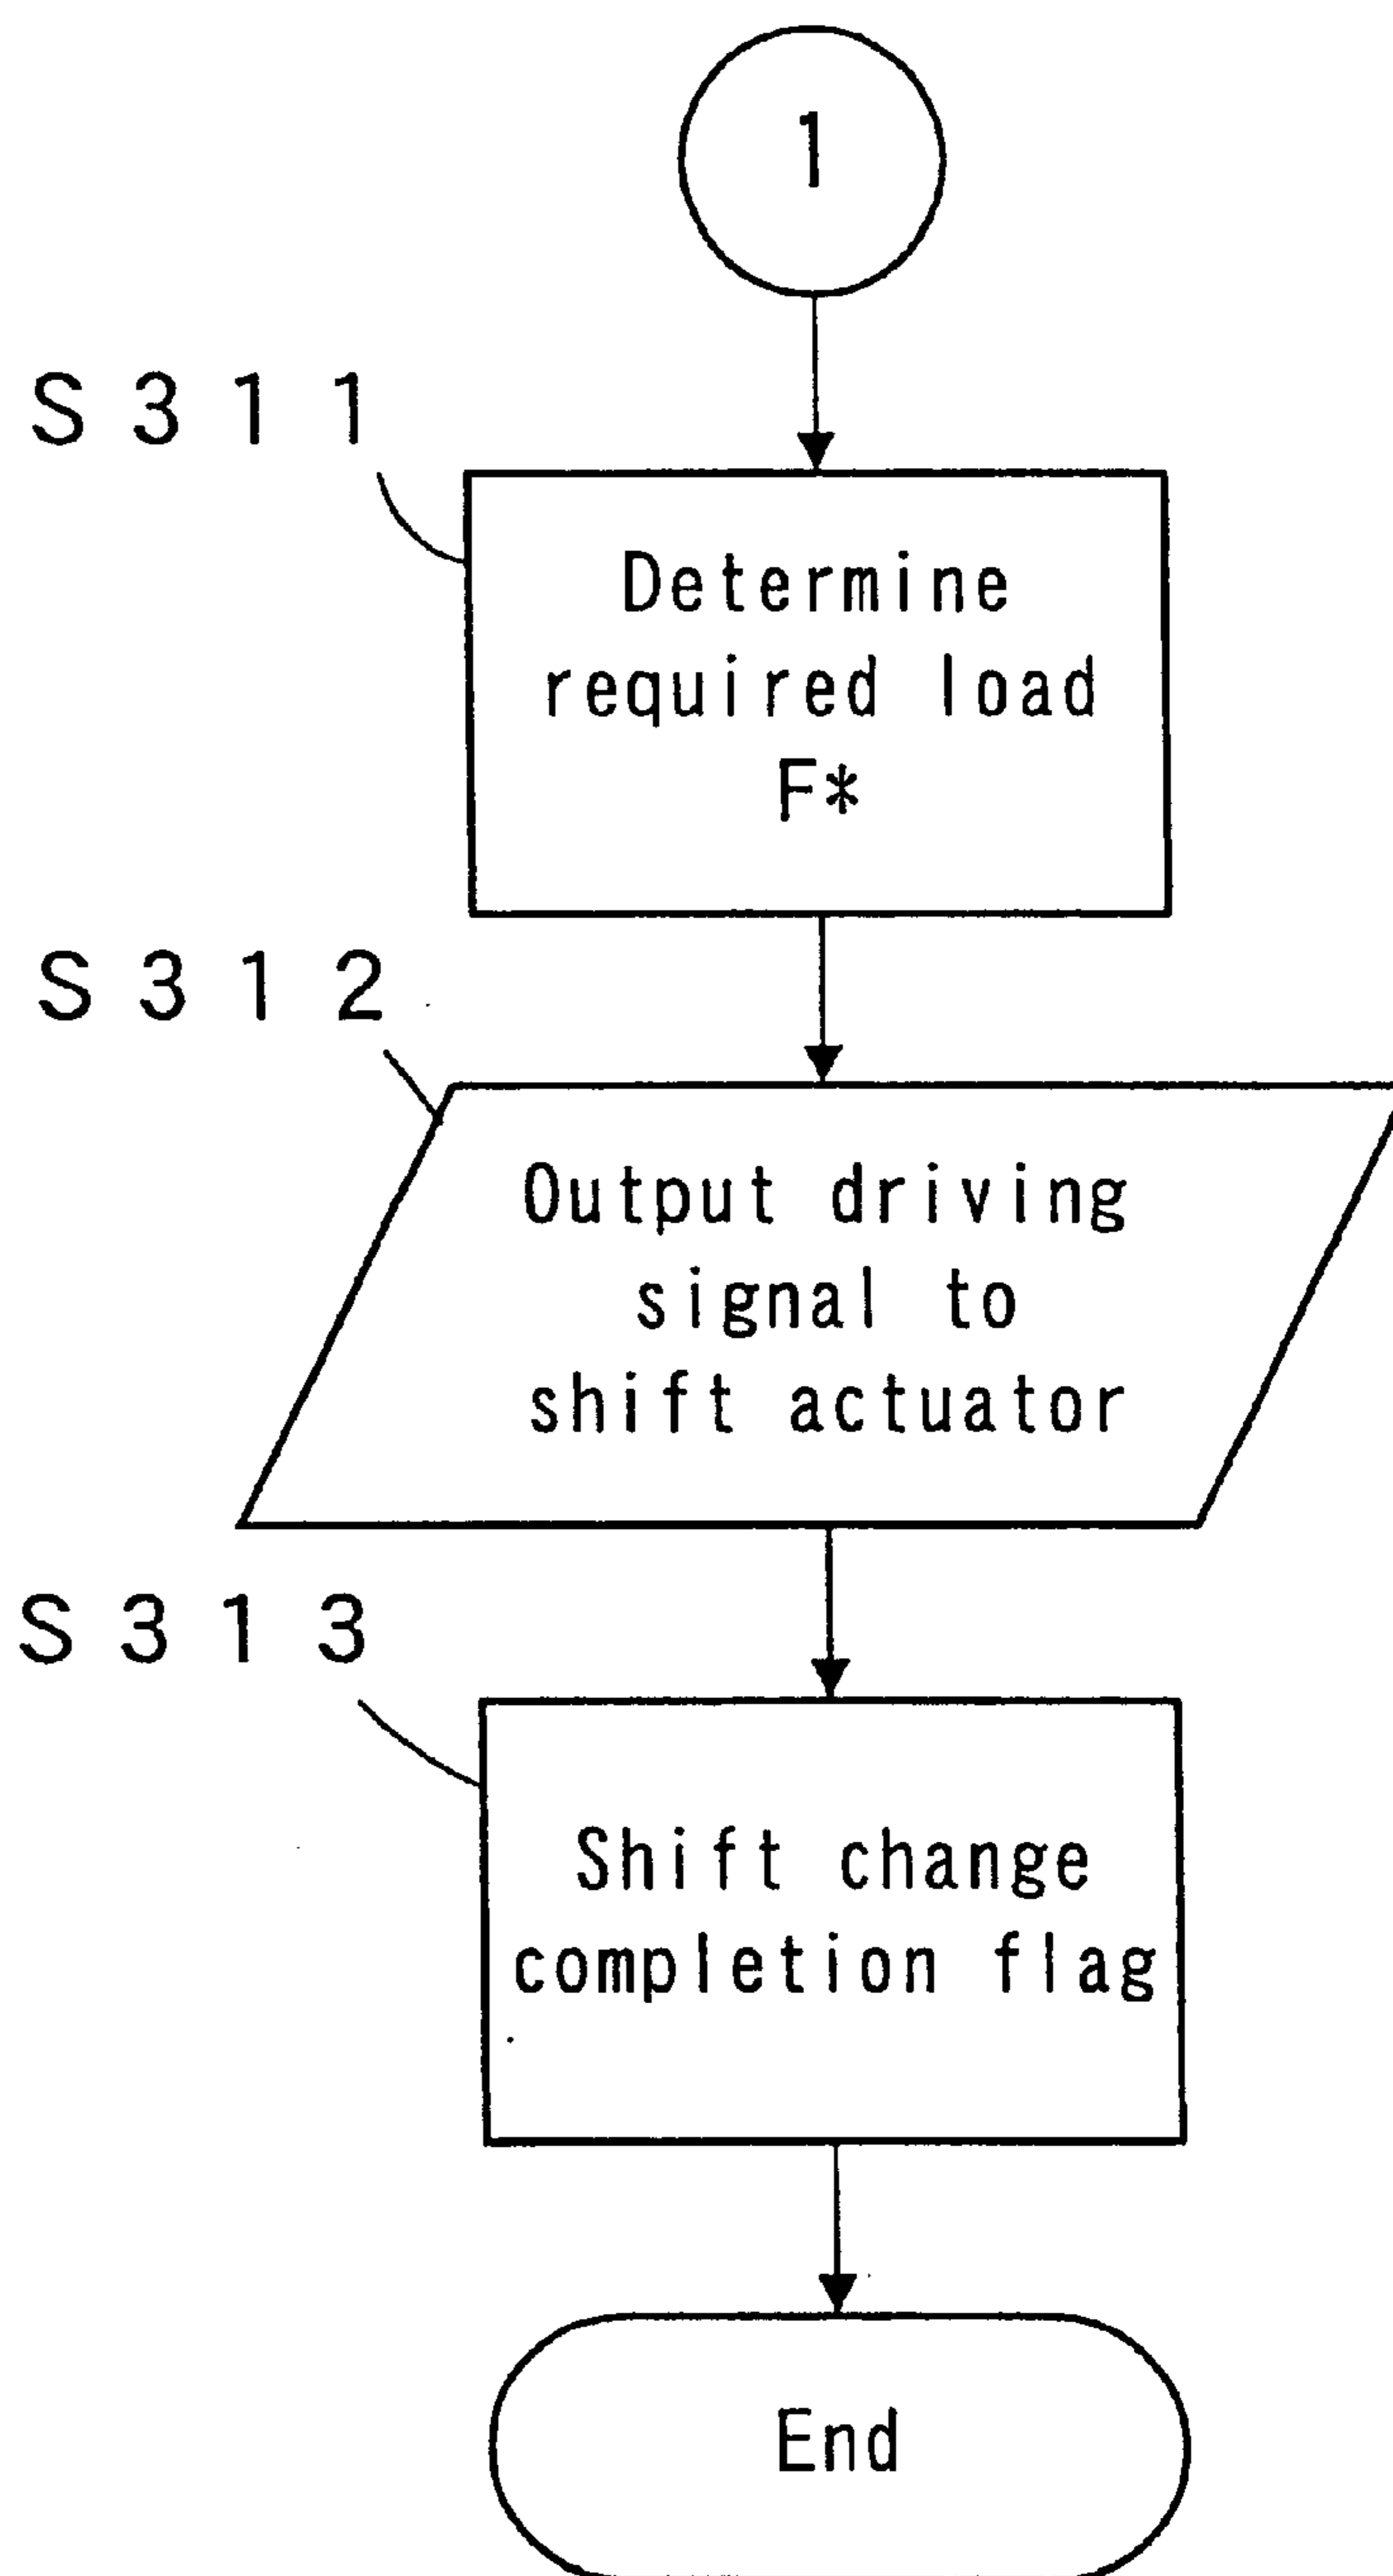 1
S311
Determine
required load
F*
S312
Output driving
signal to
shift actuator
S313
Shift change
completion flag
End